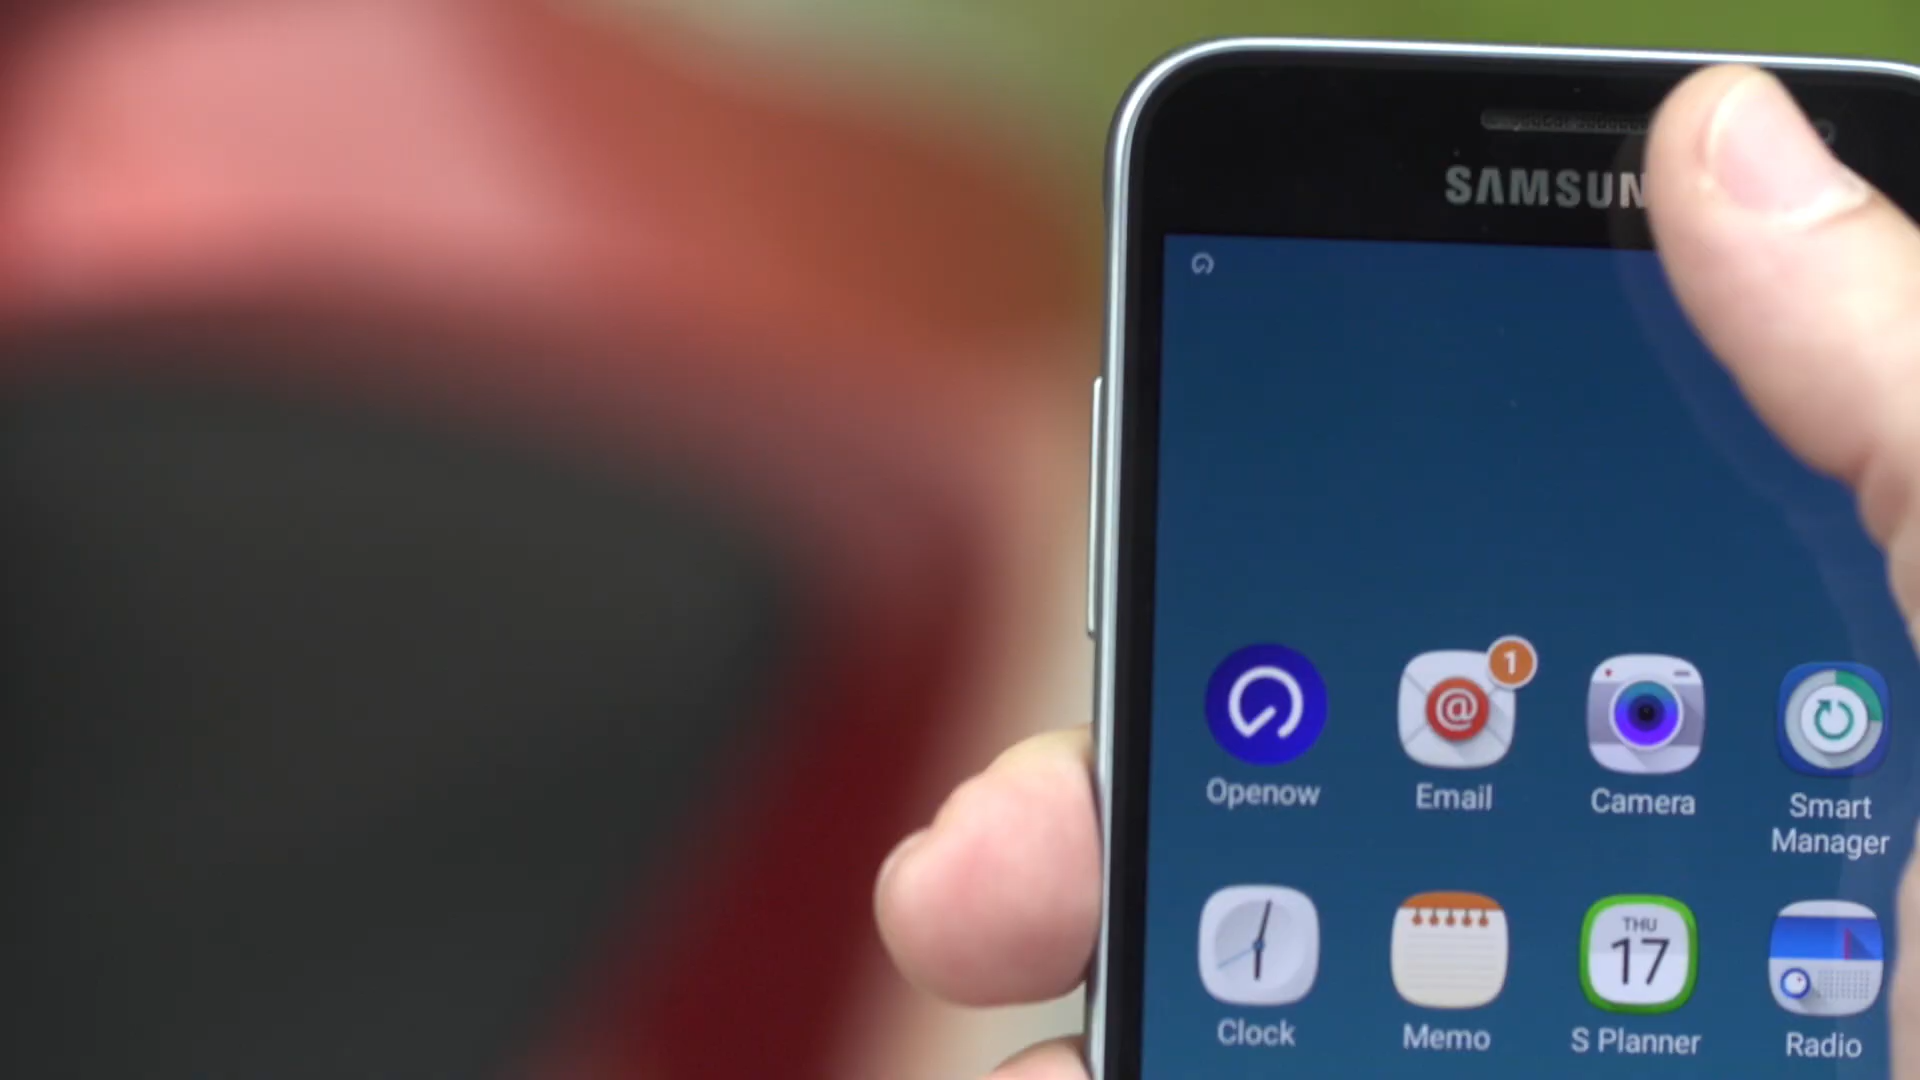 SAMSUN
1
@
Openow
Email
Camera
Smart
Manager
THU
17
Clock
Memo
S Planner
Radio